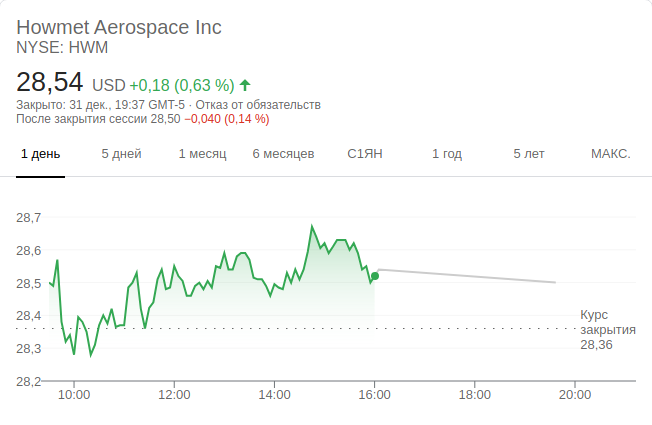 Howmet Aerospace Inc
NYSE: HWM
28,54 USD +0,18 (0,63 %)
Закрыто: 31 дек., 19:37 GMT-5 · Отказ от обязательств
После закрытия сессии 28,50 −0,040 (0,14 %)
1 день 5 дней 1 месяц 6 месяцев С1ЯН 1 год 5 лет МАКС.
28,7
28,6
28,5
28,4
28,3
28,2
Курс
закрытия
28,36
10:00 12:00 14:00 16:00 18:00 20:00